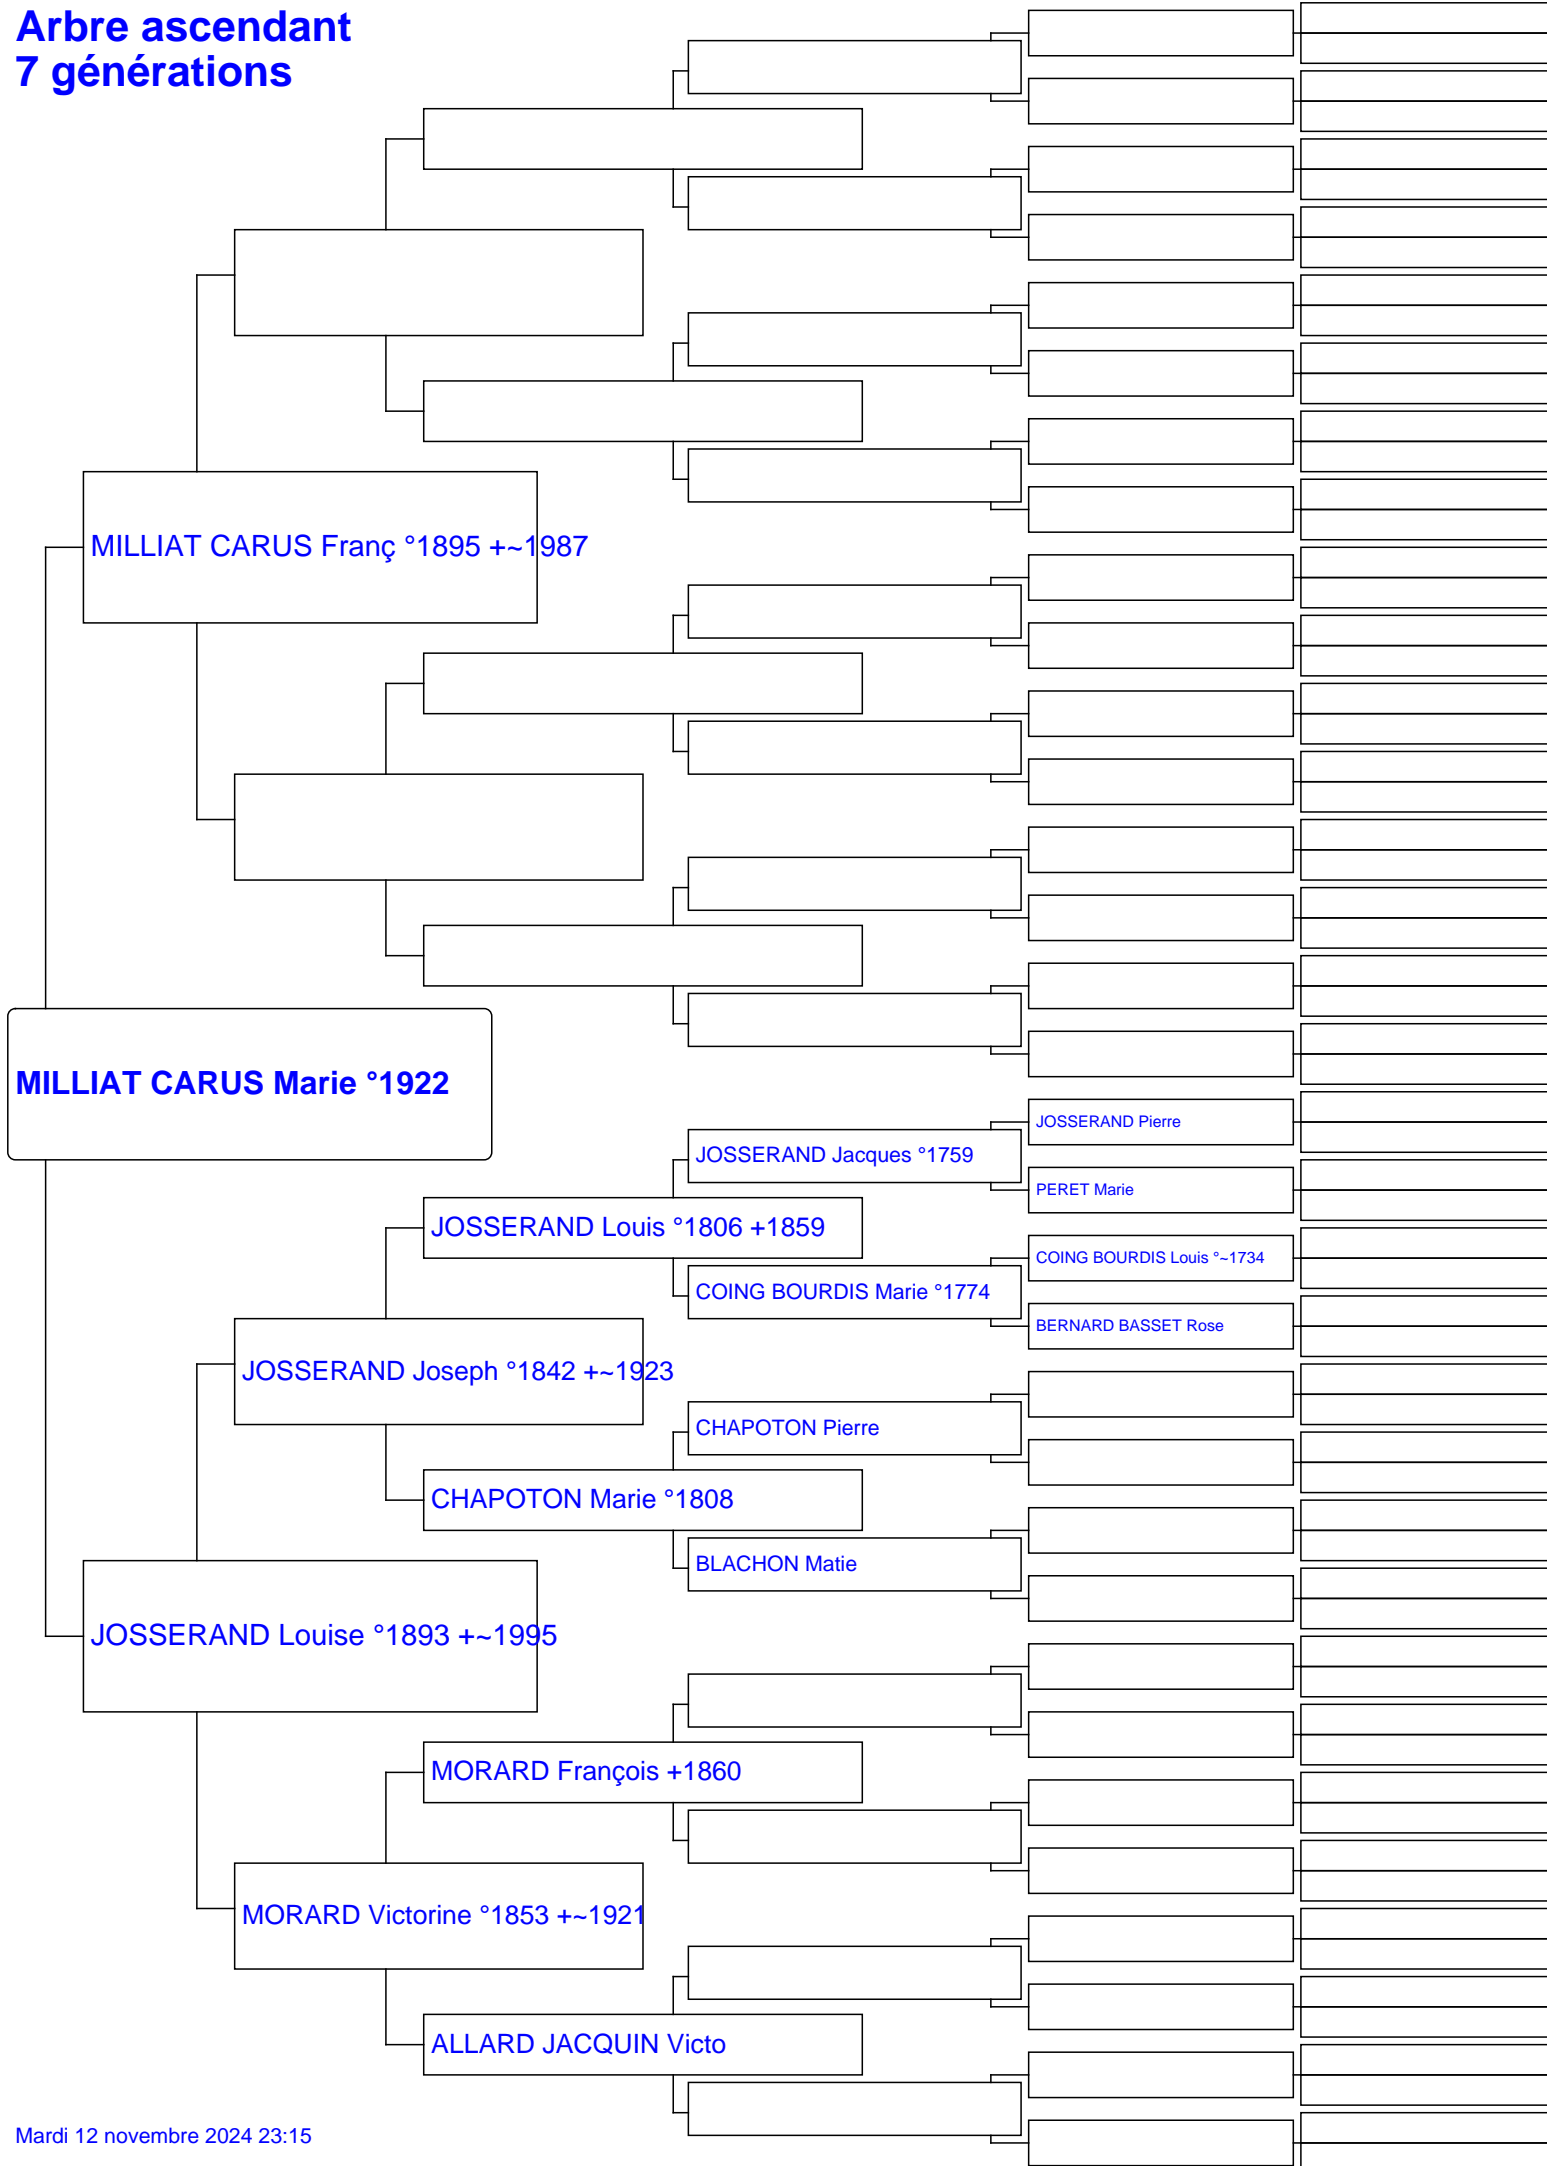 Arbre ascendant
7 générations
MILLIAT CARUS Franç °1895 +~1987
MILLIAT CARUS Marie °1922
JOSSERAND Pierre
JOSSERAND Jacques °1759
PERET Marie
JOSSERAND Louis °1806 +1859
COING BOURDIS Louis °~1734
COING BOURDIS Marie °1774
BERNARD BASSET Rose
JOSSERAND Joseph °1842 +~1923
CHAPOTON Pierre
CHAPOTON Marie °1808
BLACHON Matie
JOSSERAND Louise °1893 +~1995
MORARD François +1860
MORARD Victorine °1853 +~1921
ALLARD JACQUIN Victo
Mardi 12 novembre 2024 23:15